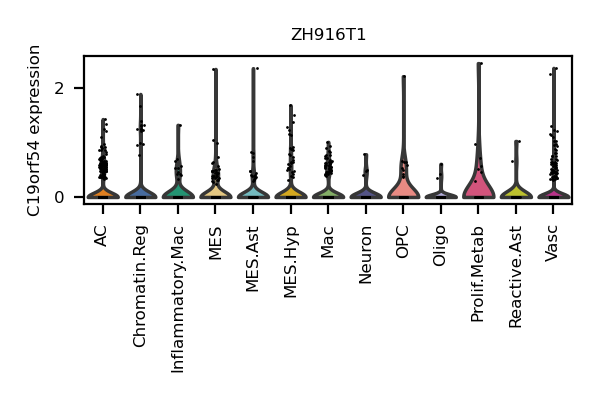 ZH916T1
C19orf54 expression
2
0
AC
Chromatin.Reg
Inflammatory.Mac
MES
MES.Ast
MES.Hyp
Mac
Neuron
OPC
Oligo
Prolif.Metab
Reactive.Ast
Vasc